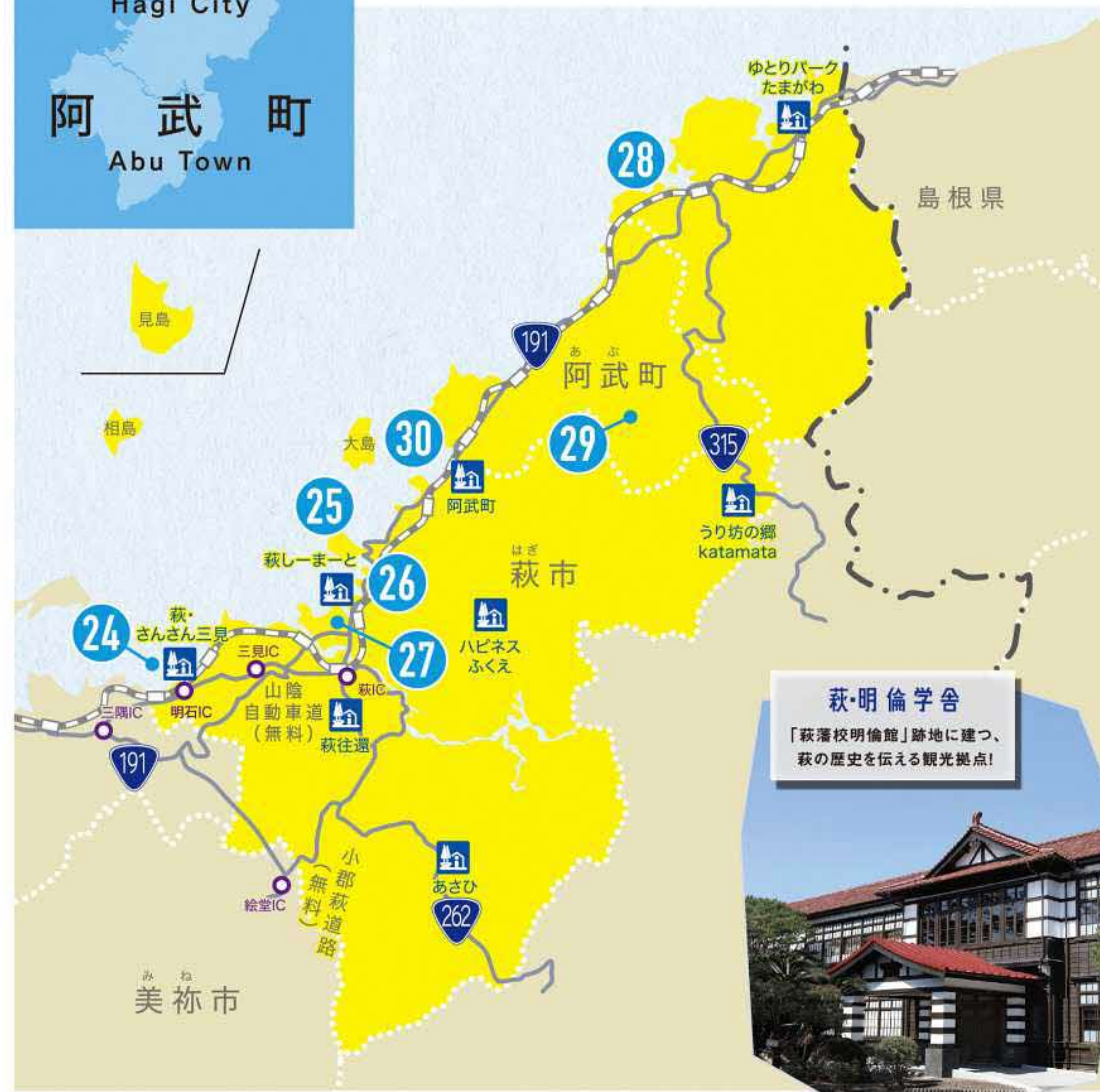 Hagi City
阿武町
Abu Town
見島
相島
大島
28
ゆとりパーク
たまがわ
島根県
191
あぶ
阿武町
30
29
315
阿武町
うり坊の郷
katamata
25
萩しーまーと
26
はぎ
萩市
24
萩・
さんさん三見
27
ハピネス
ふくえ
三見IC
萩IC
山陰
自動車道
(無料)
三隅IC
明石IC
萩往還
191
萩・明倫学舎
「萩藩校明倫館」跡地に建つ、
萩の歴史を伝える観光拠点!
あさひ
262
小郡萩道路
(無料)
絵堂IC
みね
美祢市